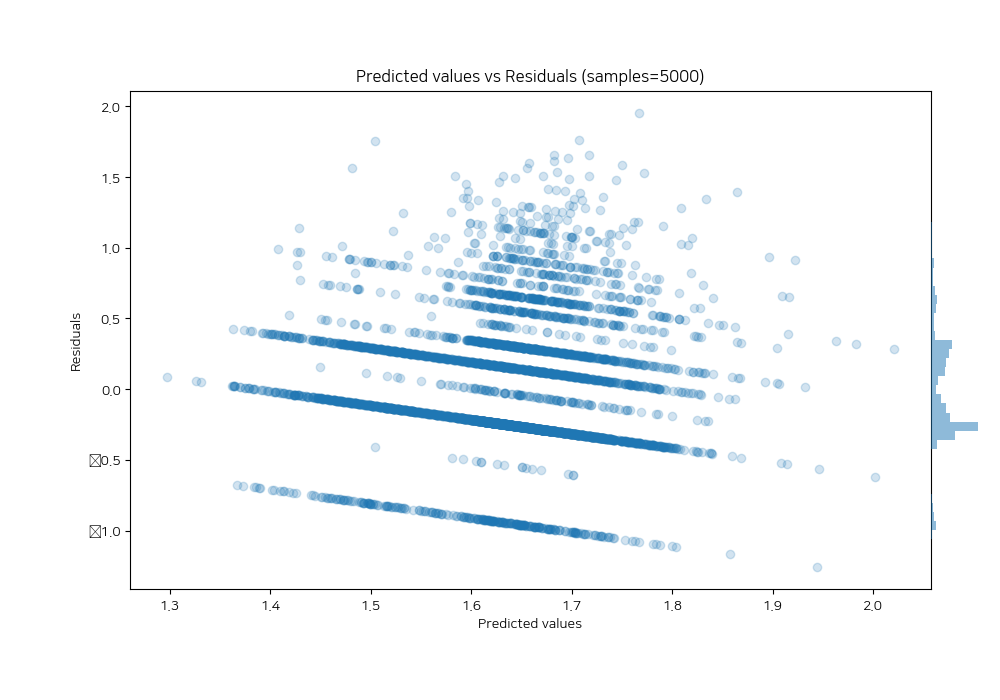 Predicted values vs Residuals (samples=5000)
2.0
1.5
1.0
0.5
0.0
☒0.5
☒1.0
Residuals
1.3 1.4 1.5 1.6 1.7 1.8 1.9 2.0
Predicted values